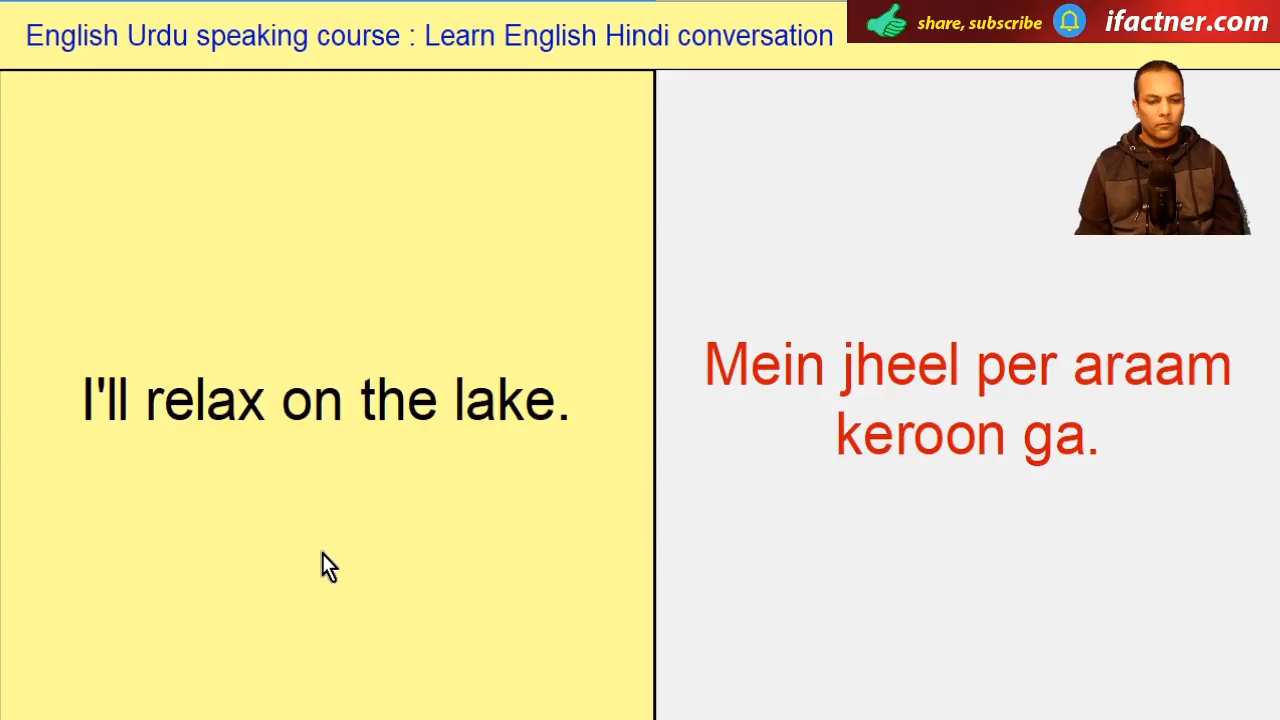 English Urdu speaking course : Learn English Hindi conversation
share, subscribe
ifactner.com
I'll relax on the lake.
Mein jheel per araam
keroon ga.